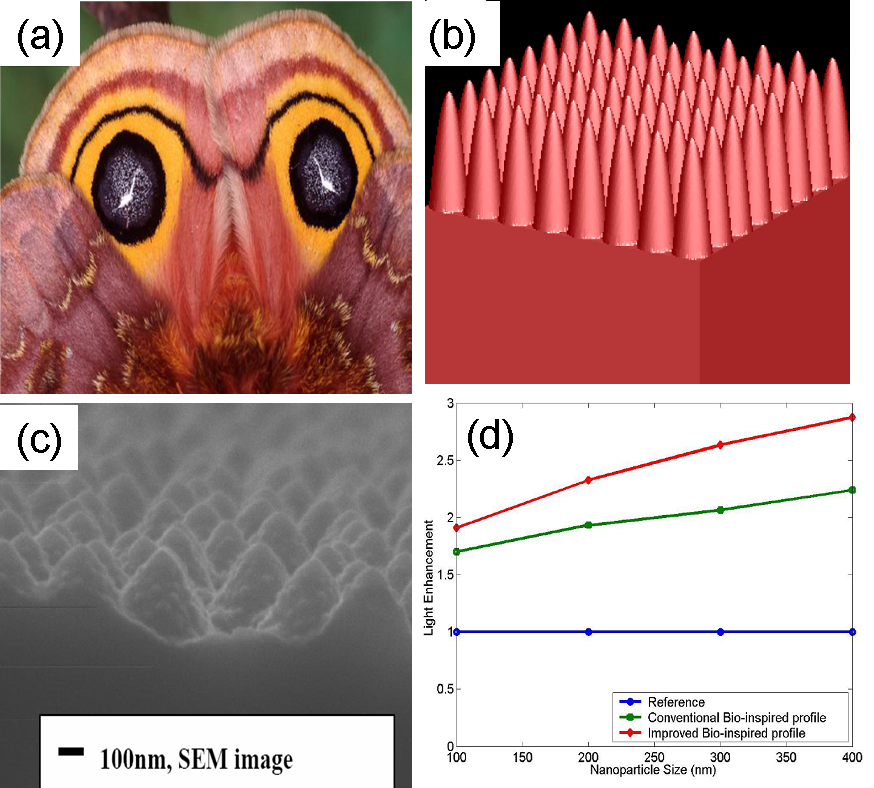 (a)
(b)
(c)
100nm, SEM image
(d)
Light Enhancement
3
2.5
2
1.5
1
0.5
0
100
150
200
250
300
350
400
Nanoparticle Size (nm)
Reference
Conventional Bio-inspired profile
Improved Bio-inspired profile